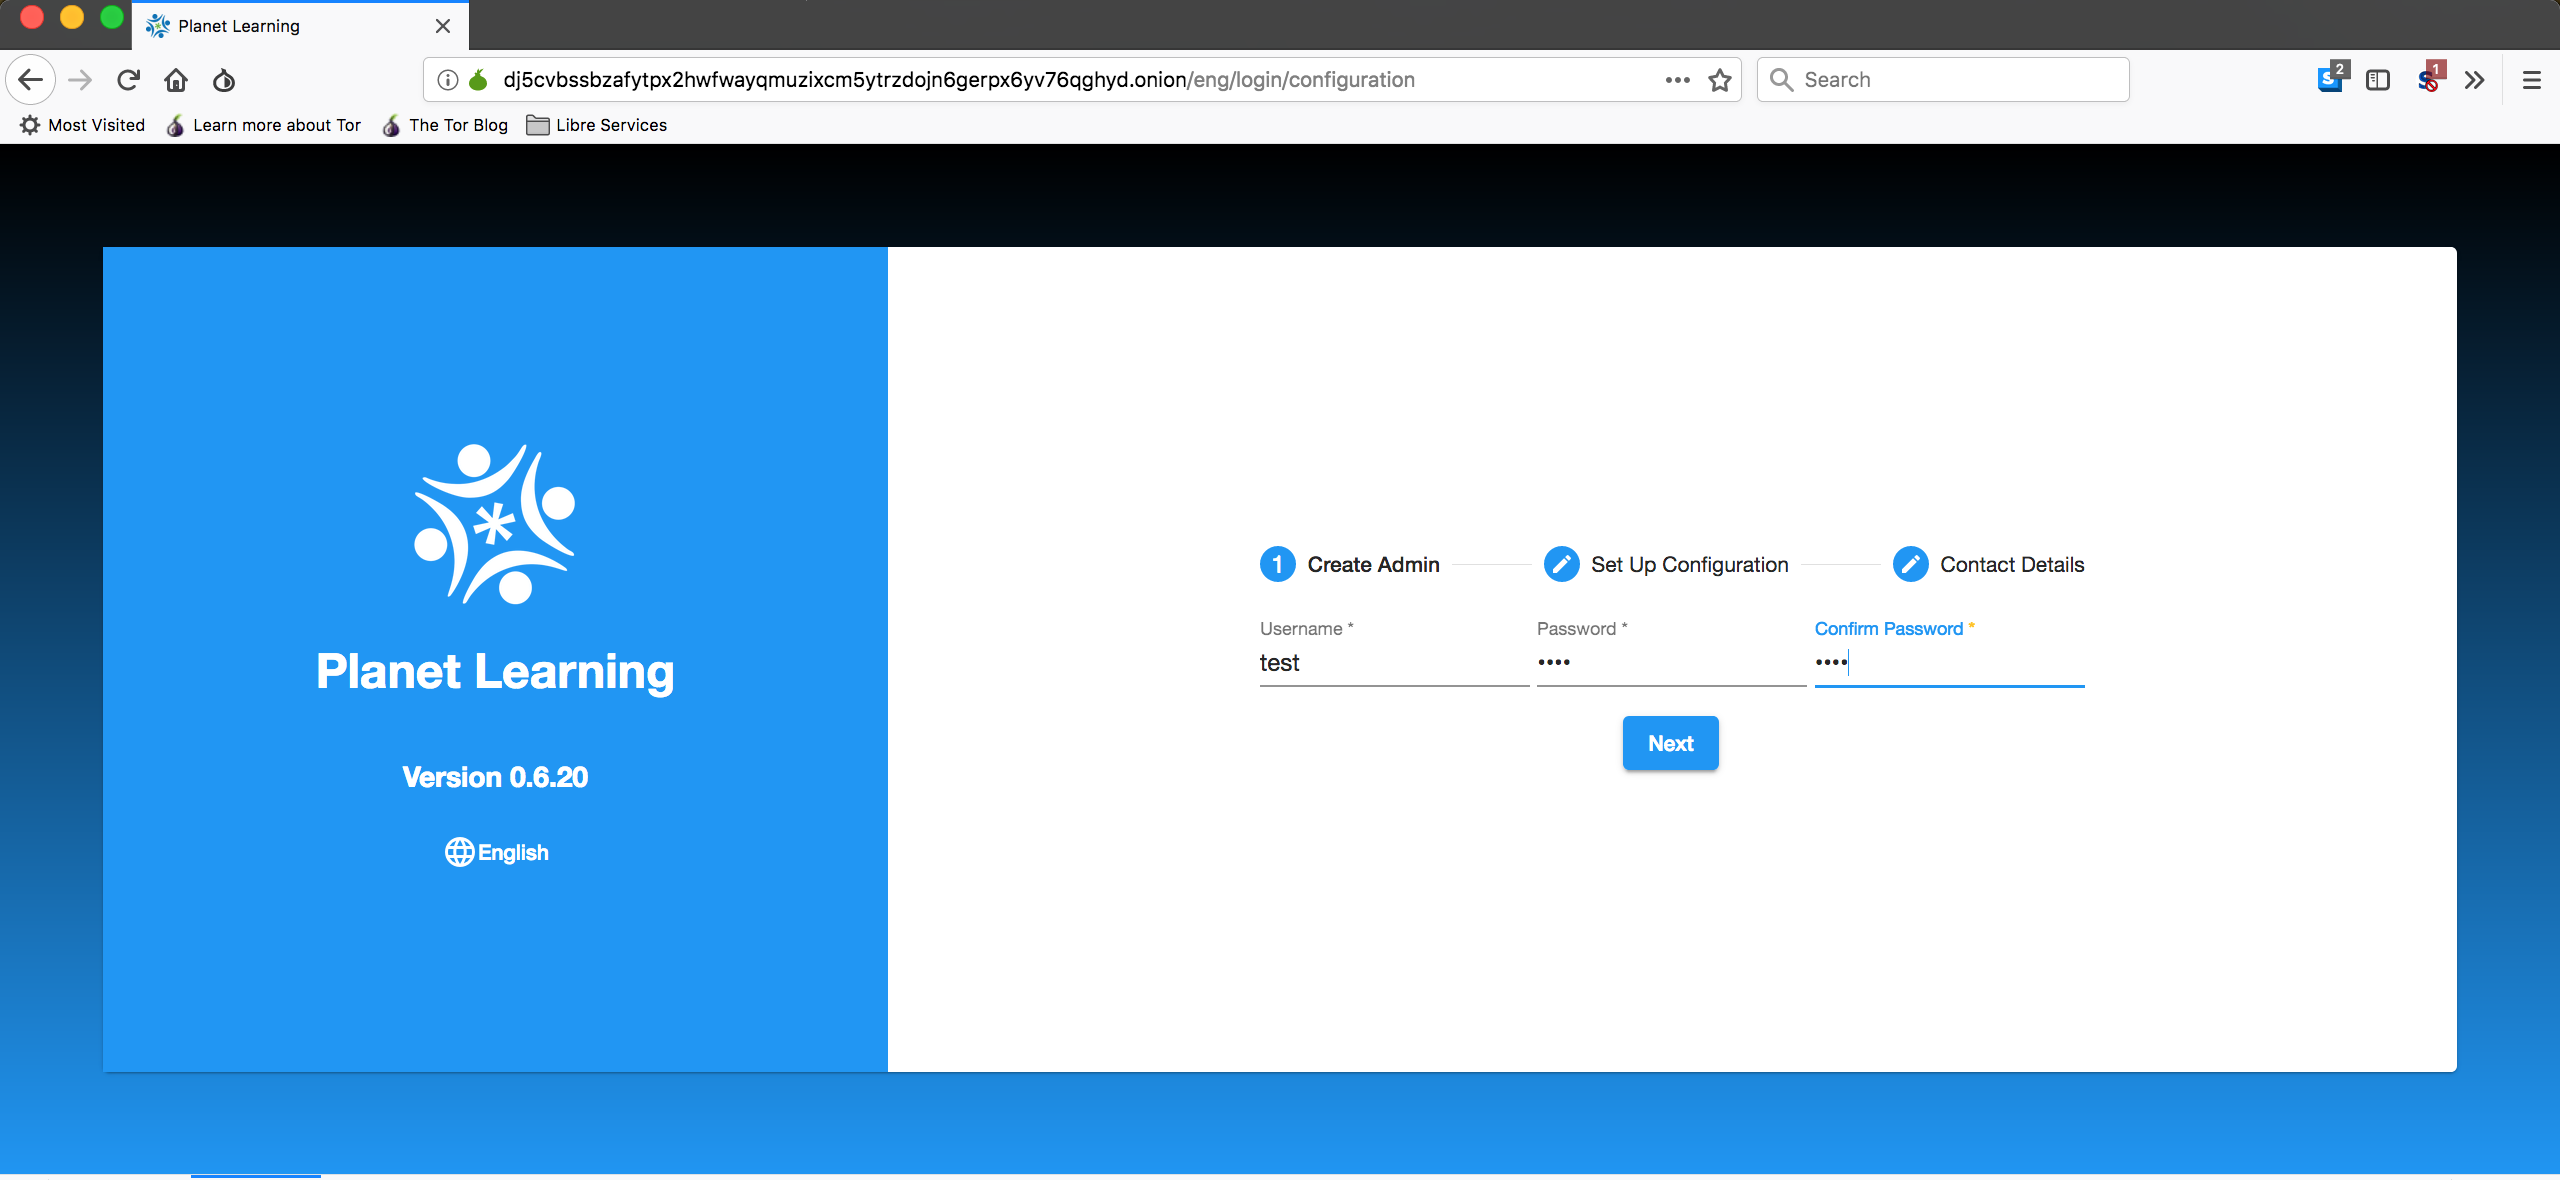 Planet Learning
dj5cvbssbzafytpx2hwfwayqmuzixcm5ytrzdojn6gerpx6yv76qghyd.onion/eng/login/configuration
Search
2
1
Most Visited
Learn more about Tor
The Tor Blog
Libre Services
Planet Learning
Version 0.6.20
English
1 Create Admin
Set Up Configuration
Contact Details
Username *
Password *
Confirm Password *
test
••••
••••
Next